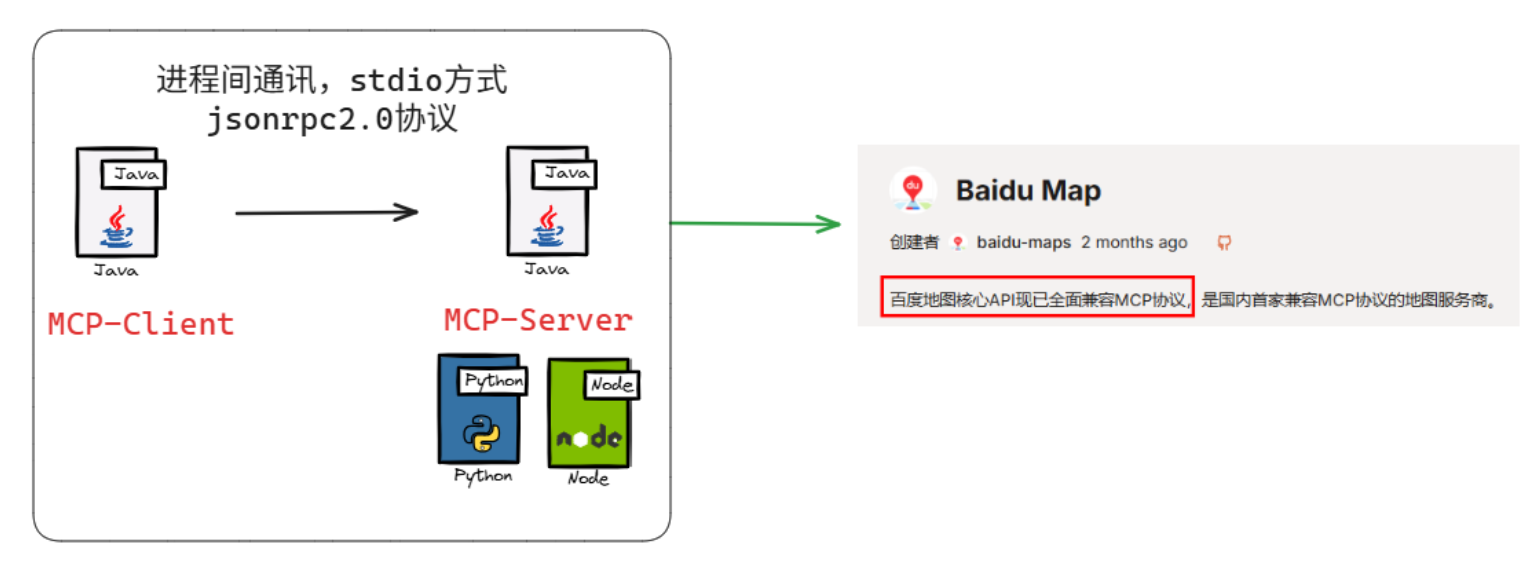 进程间通讯，stdio方式
jsonrpc2.0协议
Java
Java
Java
Java
MCP-Client
MCP-Server
Python
Node
node
Python
Node
du
Baidu Map
创建者 baidu-maps 2 months ago
百度地图核心API现已全面兼容MCP协议，是国内首家兼容MCP协议的地图服务商。